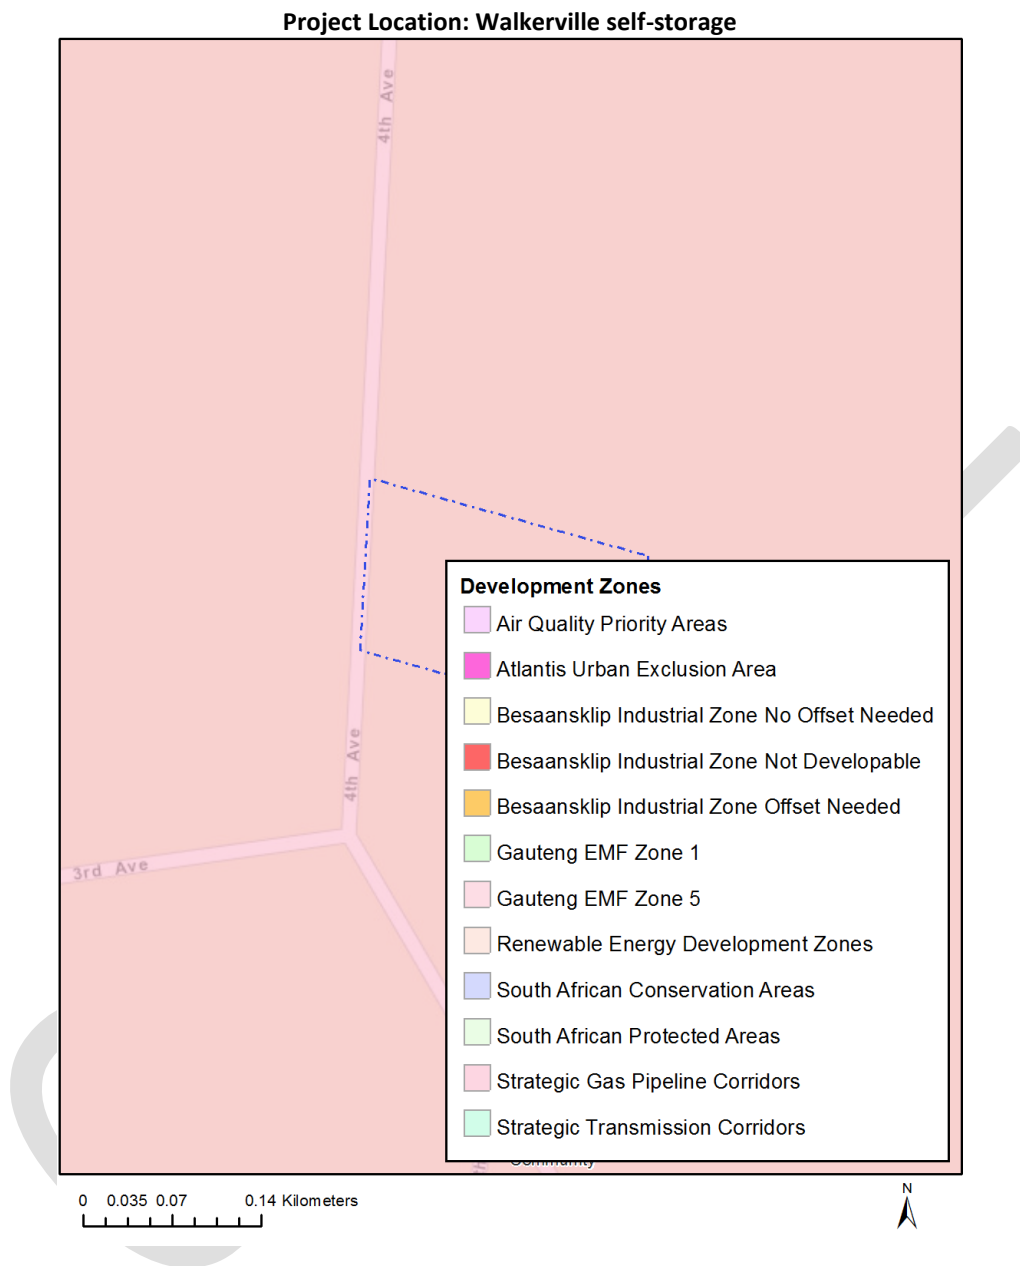 Project Location: Walkerville self-storage
4th Ave
4th Ave
3rd Ave
Development Zones
Air Quality Priority Areas
Atlantis Urban Exclusion Area
Besaansklip Industrial Zone No Offset Needed
Besaansklip Industrial Zone Not Developable
Besaansklip Industrial Zone Offset Needed
Gauteng EMF Zone 1
Gauteng EMF Zone 5
Renewable Energy Development Zones
South African Conservation Areas
South African Protected Areas
Strategic Gas Pipeline Corridors
Strategic Transmission Corridors
Community
0 0.035 0.07 0.14 Kilometers
N